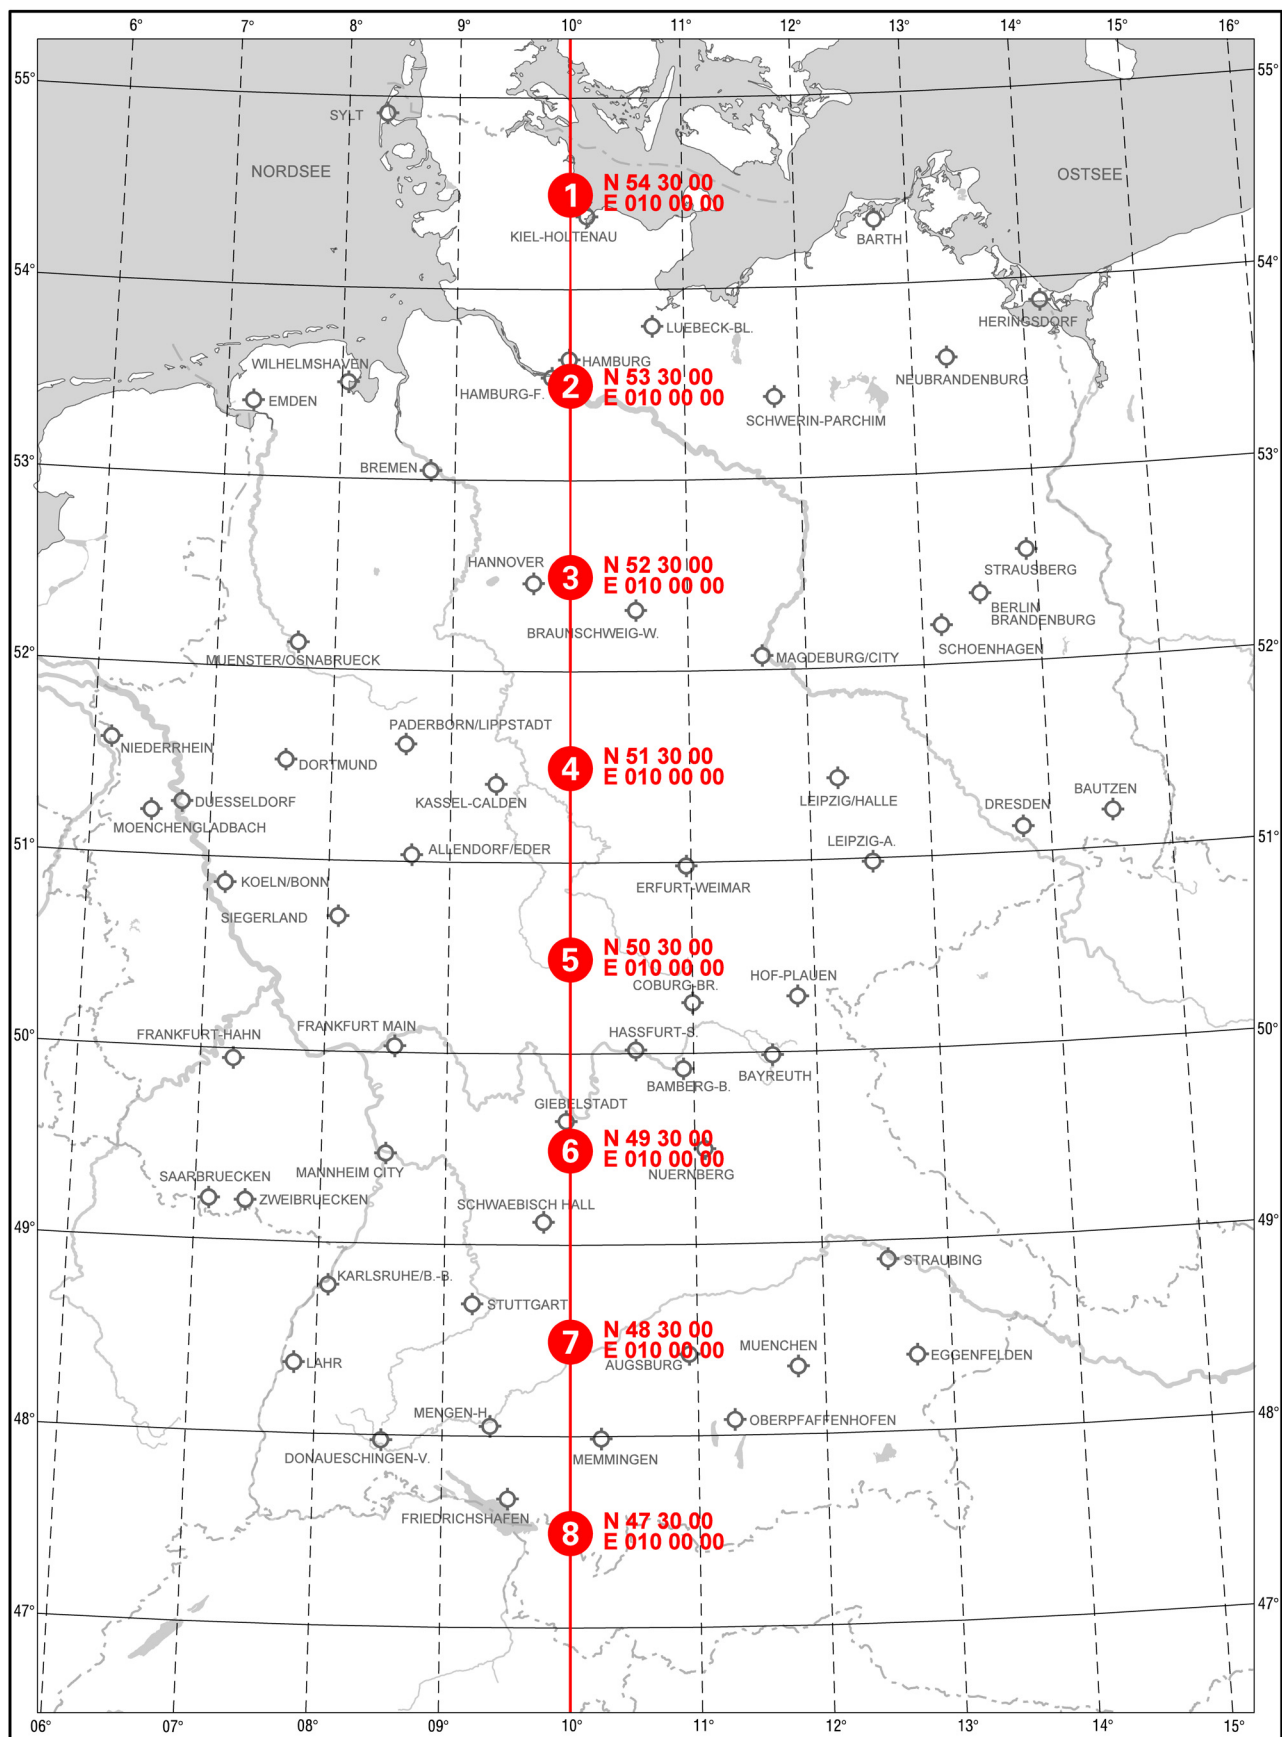 6° 7° 8° 9° 10° 11° 12° 13° 14° 15° 16°
55° 55°
SYLT
NORDSEE OSTSEE
1 N 54 30 00
E 010 00 00
KIEL-HOLTENAU
BARTH
54° 54°
HERINGSDORF
LUEBECK-BL.
WILHELMSHAVEN
HAMBURG
NEUBRANDENBURG
2 N 53 30 00
E 010 00 00
HAMBURG-F.
EMDEN
SCHWERIN-PARCHIM
53° 53°
BREMEN
HANNOVER
3 N 52 30 00
E 010 00 00
STRAUSBERG
BERLIN
BRANDENBURG
BRAUNSCHWEIG-W.
SCHOENHAGEN
52° 52°
MUENSTER/OSNABRUECK
MAGDEBURG/CITY
PADERBORN/LIPPSTADT
NIEDERRHEIN
4 N 51 30 00
E 010 00 00
DORTMUND
BAUTZEN
DUESSELDORF
KASSEL-CALDEN
LEIPZIG/HALLE
DRESDEN
MOENCHENGLADBACH
LEIPZIG-A.
51° 51°
ALLENDORF/EDER
KOELN/BONN
ERFURT-WEIMAR
SIEGERLAND
5 N 50 30 00
E 010 00 00
HOF-PLAUEN
COBURG-BR.
50° 50°
FRANKFURT-HAHN
FRANKFURT MAIN
HASSFURT-S.
BAYREUTH
BAMBERG-B.
GIEBELSTADT
6 N 49 30 00
E 010 00 00
MANNHEIM CITY
NUERNBERG
SAARBRUECKEN
ZWEIBRUECKEN
SCHWAEBISCH HALL
49° 49°
STRAUBING
KARLSRUHE/B.-B.
STUTTGART
7 N 48 30 00
E 010 00 00
MUENCHEN
EGGENFELDEN
LAHR
AUGSBURG
48° 48°
MENGEN-H.
OBERPFAFFENHOFEN
DONAUESCHINGEN-V.
MEMMINGEN
FRIEDRICHSHAFEN
8 N 47 30 00
E 010 00 00
47° 47°
06° 07° 08° 09° 10° 11° 12° 13° 14° 15°